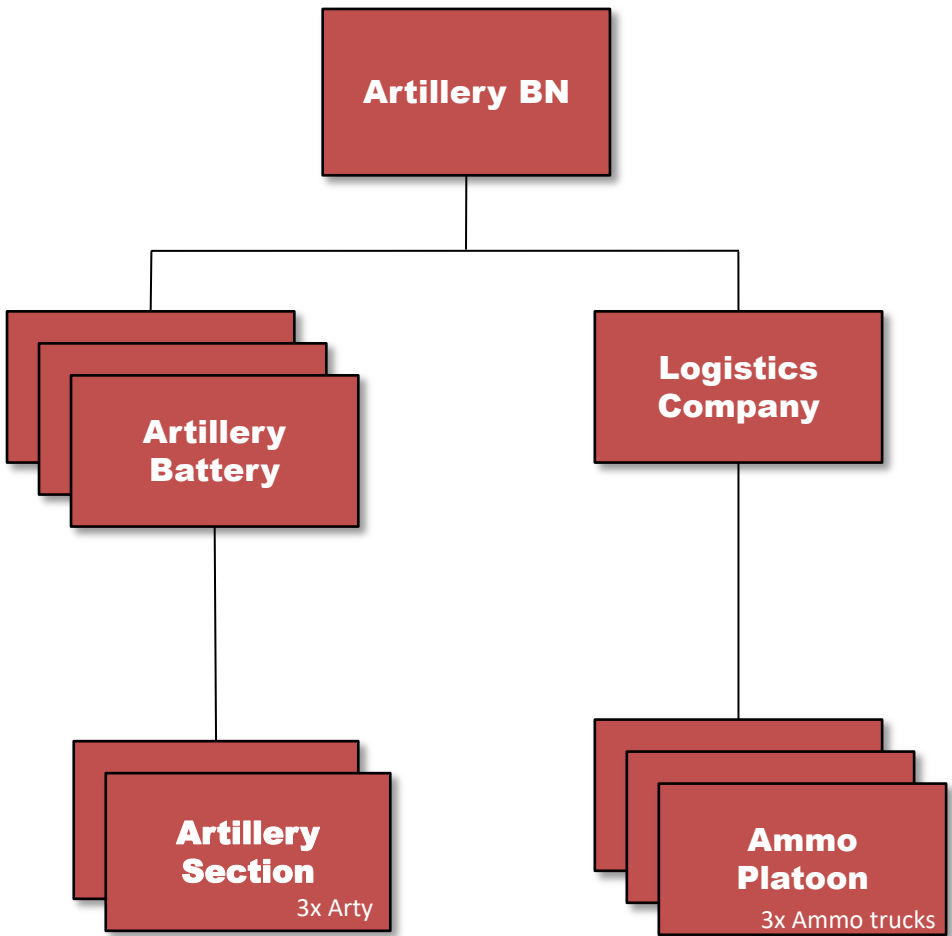 Artillery BN
Artillery
Battery
Logistics
Company
Artillery
Section
3x Arty
Ammo
Platoon
3x Ammo trucks